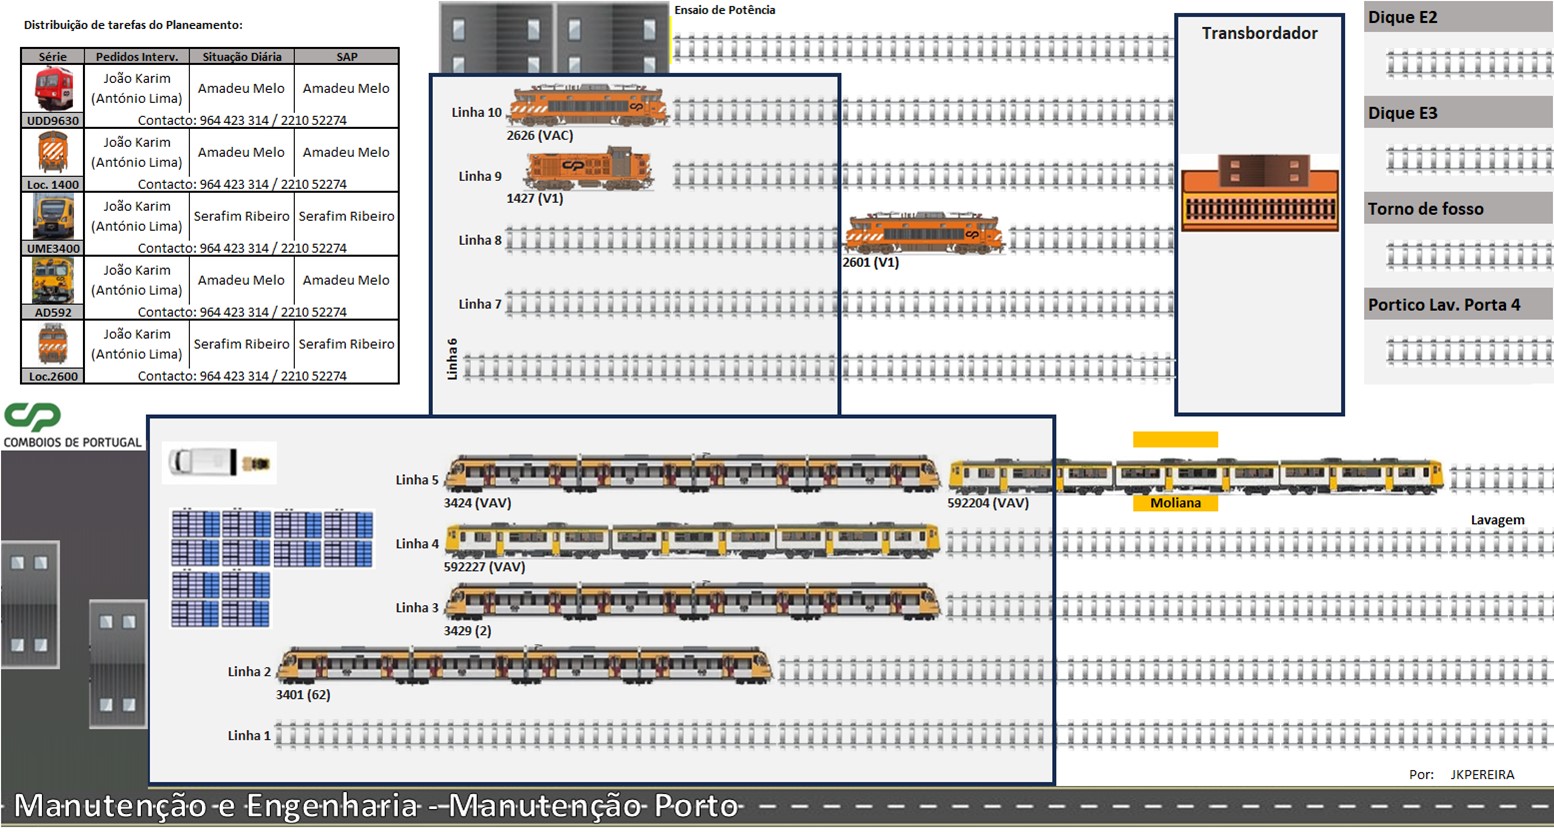 Distribuição de tarefas do Planeamento:
Série Pedidos Interv. Situação Diária SAP
UDD9630 João Karim (António Lima) Amadeu Melo Amadeu Melo
Contacto: 964 423 314 / 2210 52274
Loc. 1400 João Karim (António Lima) Amadeu Melo Amadeu Melo
Contacto: 964 423 314 / 2210 52274
UME3400 João Karim (António Lima) Serafim Ribeiro Serafim Ribeiro
Contacto: 964 423 314 / 2210 52274
AD592 João Karim (António Lima) Amadeu Melo Amadeu Melo
Contacto: 964 423 314 / 2210 52274
Loc.2600 João Karim (António Lima) Serafim Ribeiro Serafim Ribeiro
Contacto: 964 423 314 / 2210 52274
CP
COMBOIOS DE PORTUGAL
Ensaio de Potência
Linha 10
2626 (VAC)
Linha 9
1427 (V1)
Linha 8
2601 (V1)
Linha 7
Linha 6
Transbordador
Dique E2
Dique E3
Torno de fosso
Portico Lav. Porta 4
Linha 5
3424 (VAV)
592204 (VAV)
Moliana
Lavagem
Linha 4
592227 (VAV)
Linha 3
3429 (2)
Linha 2
3401 (62)
Linha 1
Por: JKPEREIRA
Manutenção e Engenharia - Manutenção Porto